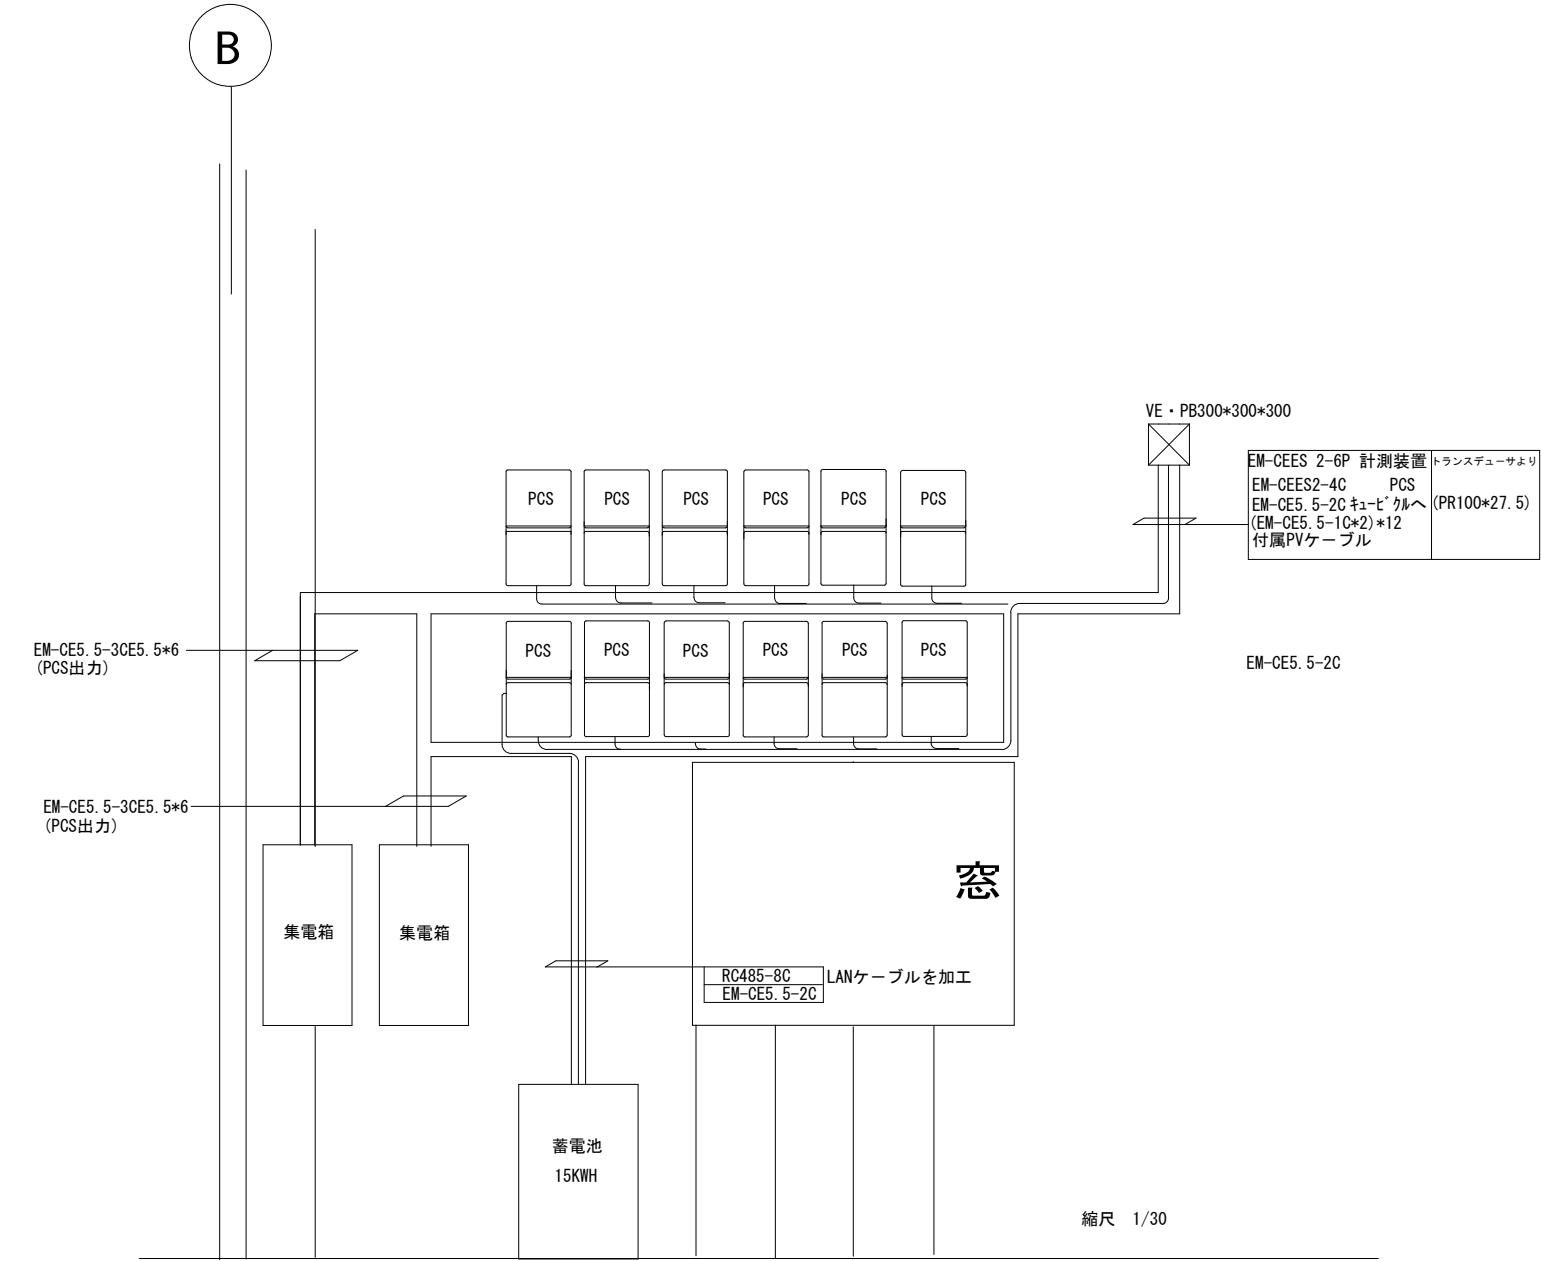 B
VE・PB300*300*300
EM-CEES 2-6P 計測装置 トランスデューサより
EM-CEES2-4C PCS
EM-CE5.5-2C キュービクルへ (PR100*27.5)
(EM-CE5.5-1C*2)*12
付属PVケーブル
PCS PCS PCS PCS PCS PCS
PCS PCS PCS PCS PCS PCS
EM-CE5.5-3CE5.5*6
(PCS出力)
EM-CE5.5-2C
EM-CE5.5-3CE5.5*6
(PCS出力)
窓
集電箱 集電箱
RC485-8C LANケーブルを加工
EM-CE5.5-2C
蓄電池
15KWH
縮尺 1/30